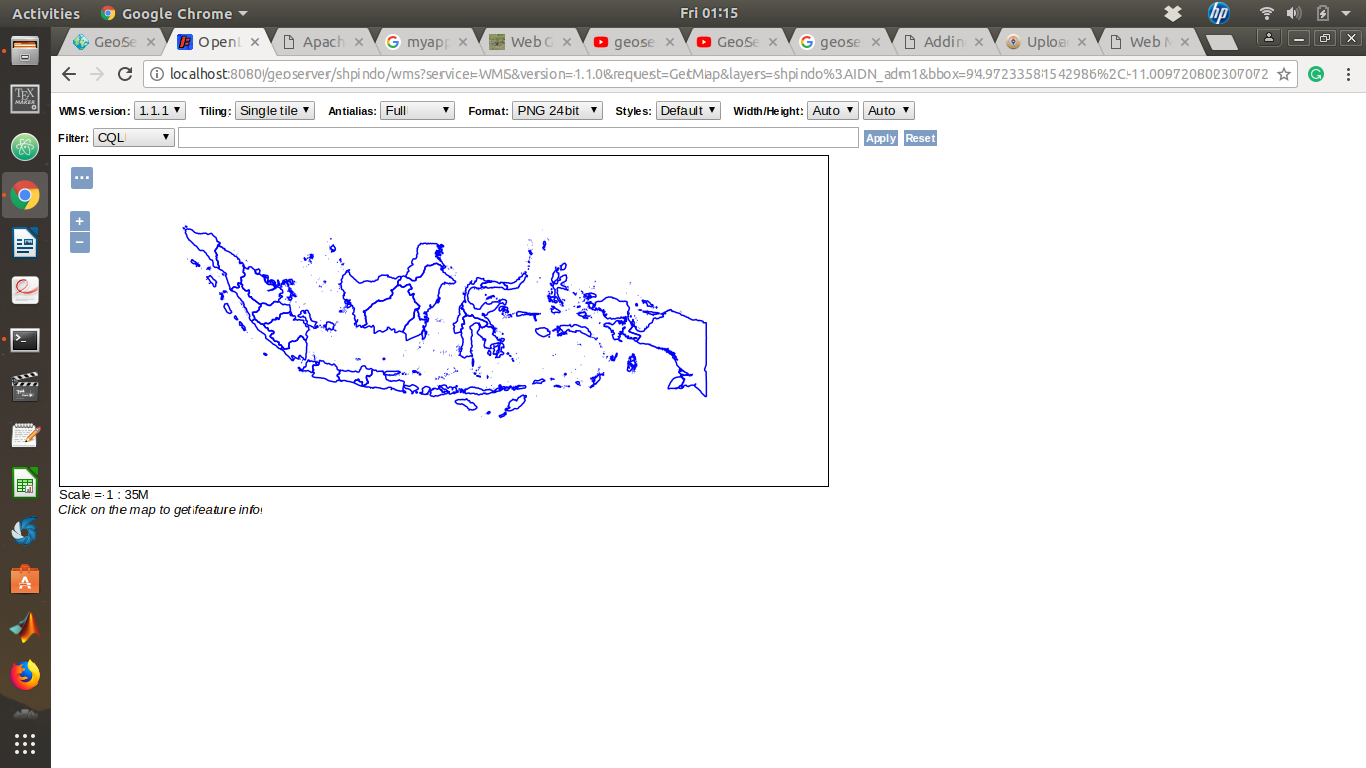 Activities Google Chrome Fri 01:15
GeoSe OpenL Apach myapp Web G geose GeoSe geose Addin Uploa Web M
localhost:8080/geoserver/shpindo/wms?service=WMS&version=1.1.0&request=GetMap&layers=shpindo%3AIDN_adm1&bbox=94.9723358154298б%2C-11.009720802307072
WMS version: 1.1.1 Tiling: Single tile Antialias: Full Format: PNG 24bit Styles: Default Width/Height: Auto Auto
Filter: CQL Apply Reset
...
+
−
Scale = 1 : 35M
Click on the map to get feature info